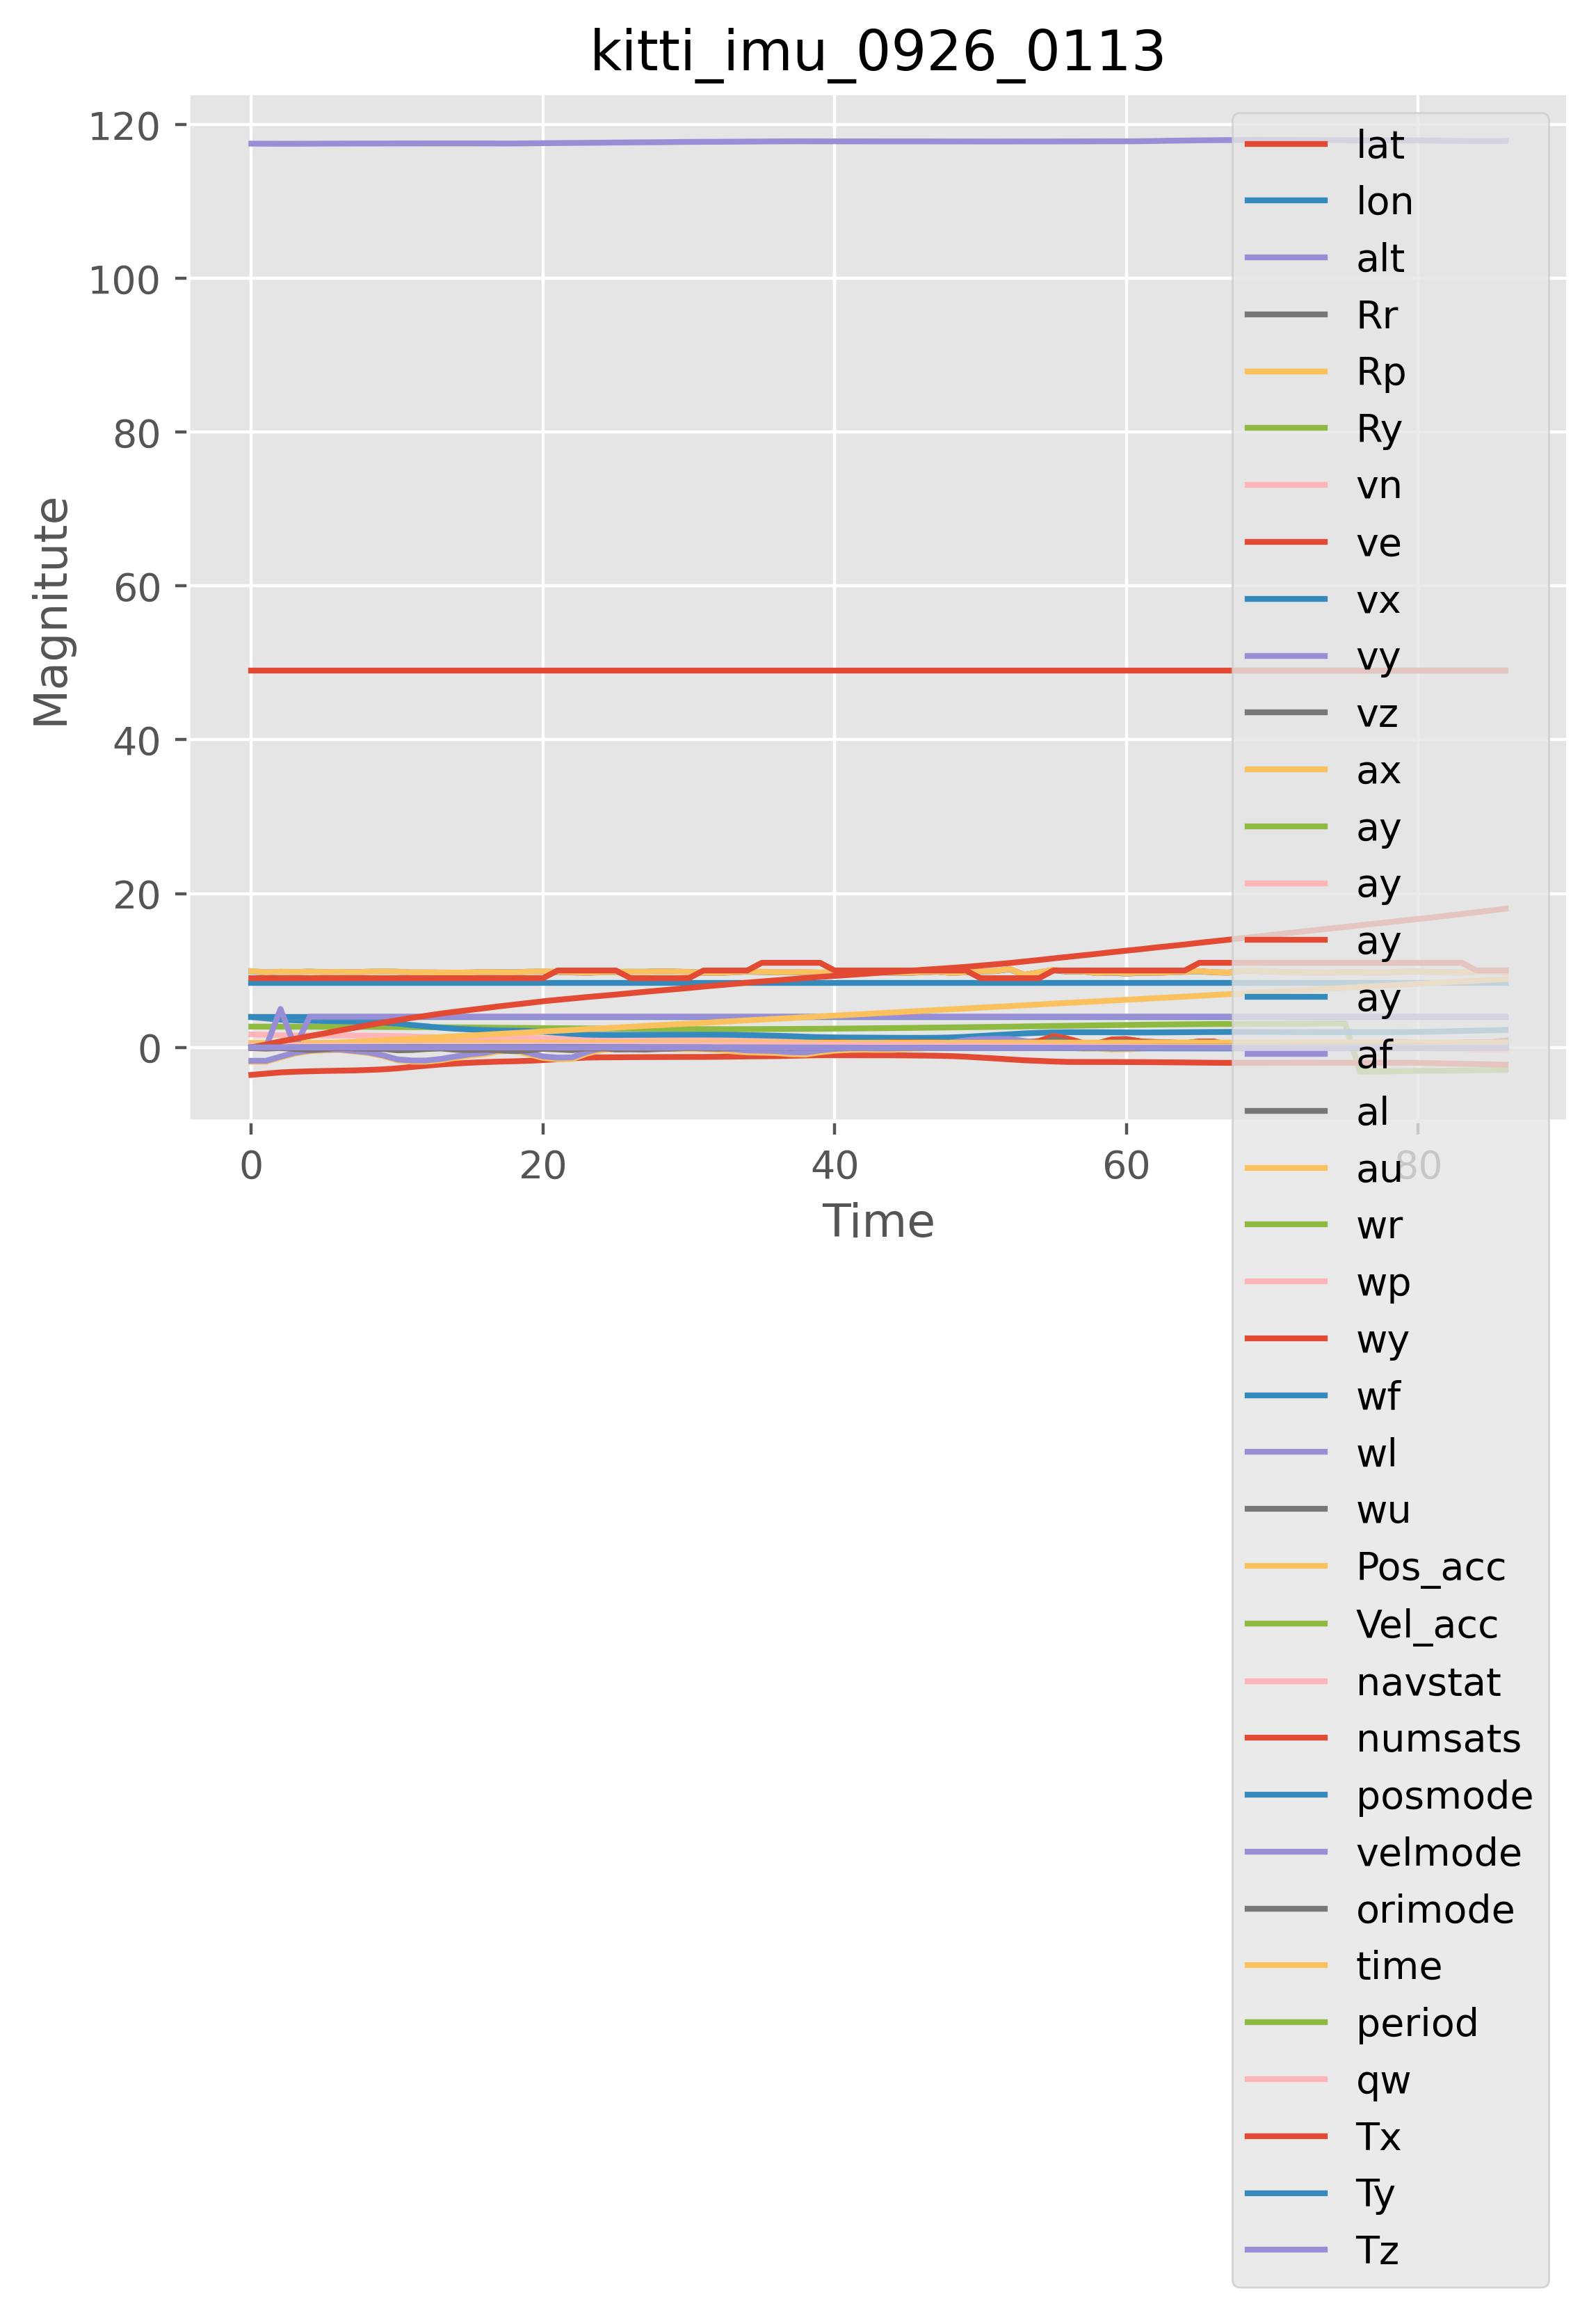 kitti_imu_0926_0113
120
100
80
60
40
20
0
Magnitute
0
20
40
60
80
Time
lat
lon
alt
Rr
Rp
Ry
vn
ve
vx
vy
vz
ax
ay
ay
ay
ay
af
al
au
wr
wp
wy
wf
wl
wu
Pos_acc
Vel_acc
navstat
numsats
posmode
velmode
orimode
time
period
qw
Tx
Ty
Tz